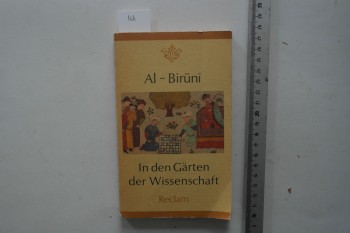 Al-Bīrūnī
In den Gärten
der Wissenschaft
Reclam